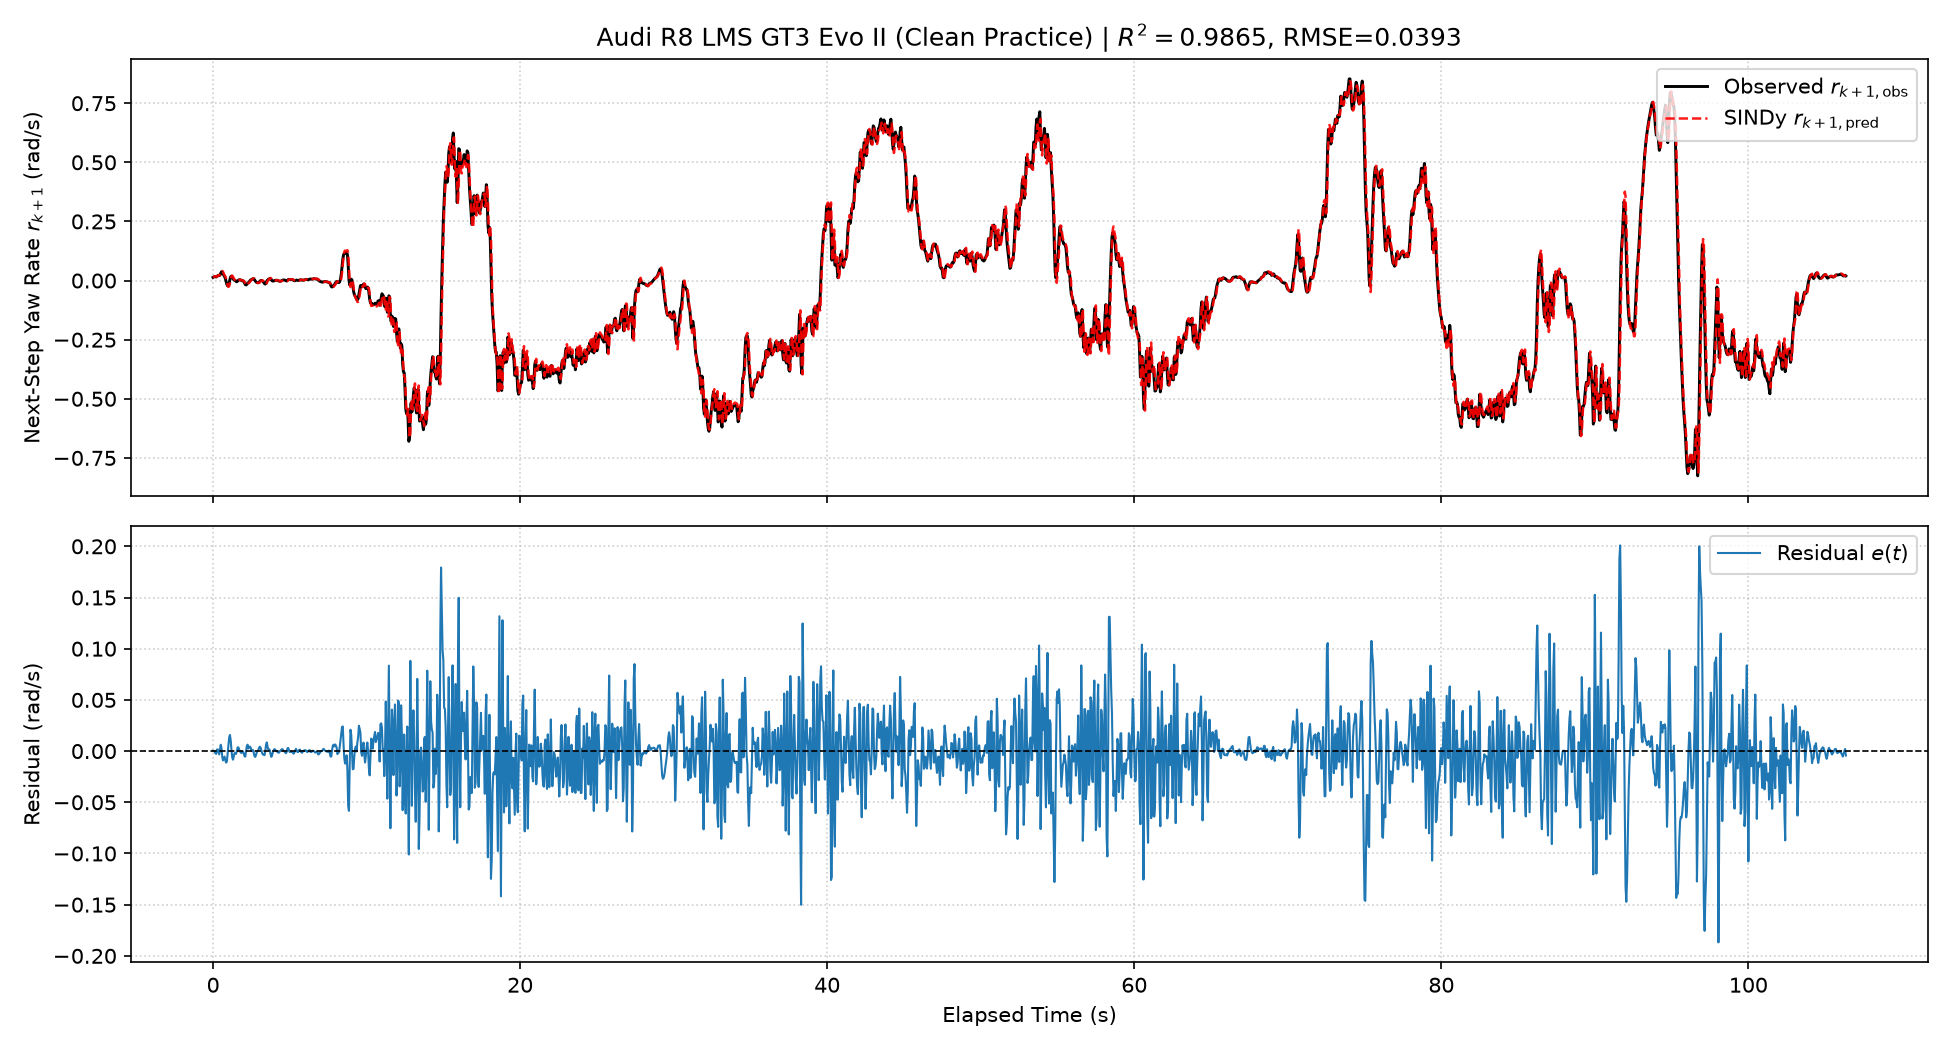 Audi R8 LMS GT3 Evo II (Clean Practice) | $R^2 = 0.9865$, RMSE=0.0393
Next-Step Yaw Rate $r_{k+1}$ (rad/s)
0.75
0.50
0.25
0.00
−0.25
−0.50
−0.75
Observed $r_{k+1,\mathrm{obs}}$
SINDy $r_{k+1,\mathrm{pred}}$
Residual (rad/s)
0.20
0.15
0.10
0.05
0.00
−0.05
−0.10
−0.15
−0.20
Residual $e(t)$
0 20 40 60 80 100
Elapsed Time (s)